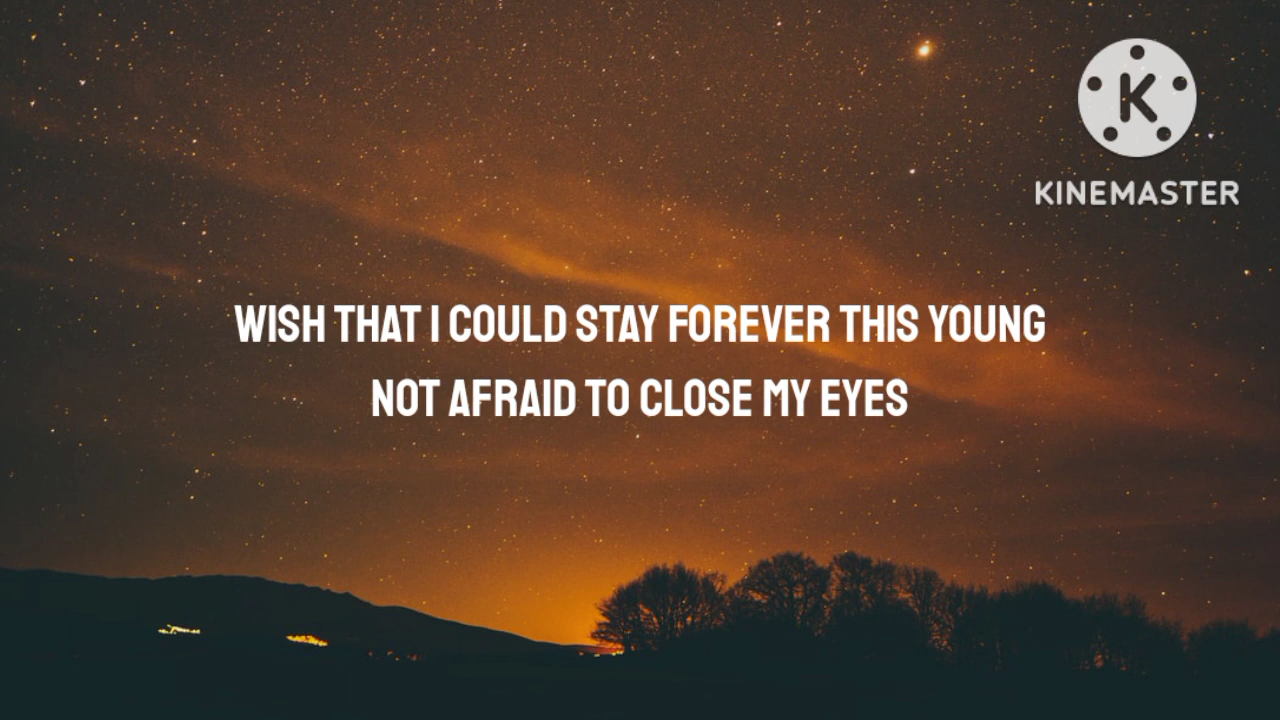 K
KINEMASTER
WISH THAT I COULD STAY FOREVER THIS YOUNG
NOT AFRAID TO CLOSE MY EYES